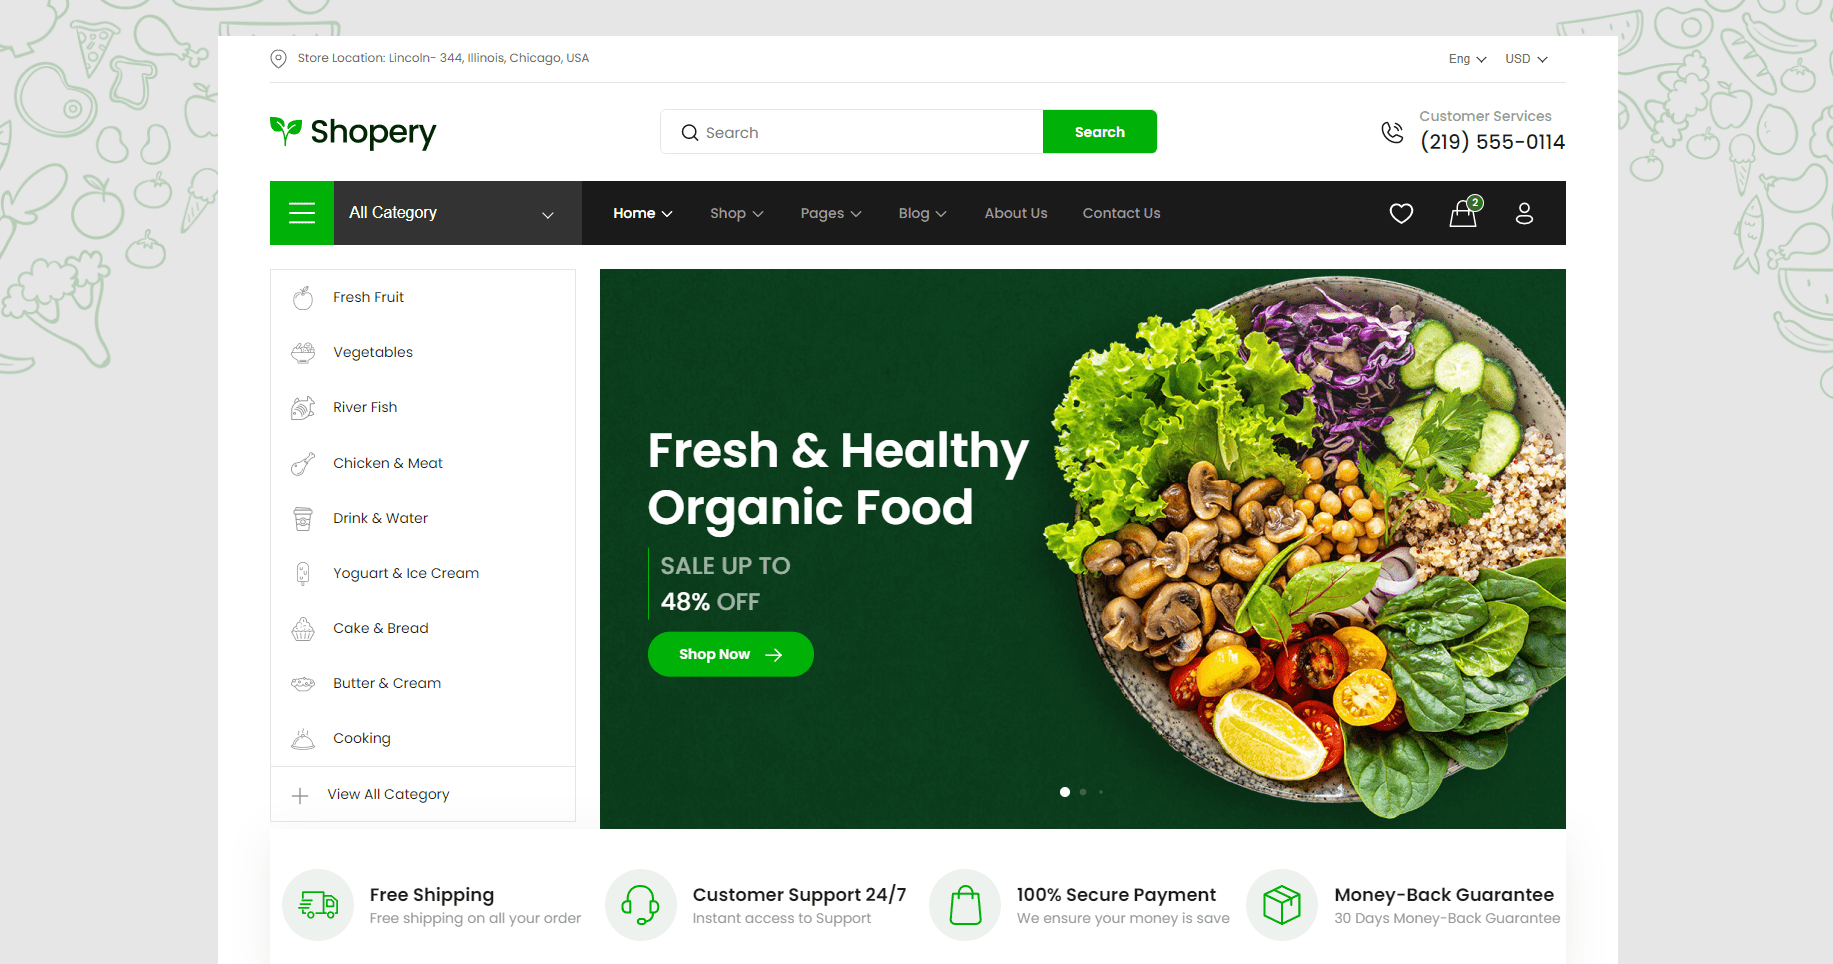 Store Location: Lincoln- 344, Illinois, Chicago, USA
Eng
USD
Shopery
Search
Search
Customer Services
(219) 555-0114
All Category
Home
Shop
Pages
Blog
About Us
Contact Us
2
Fresh Fruit
Vegetables
River Fish
Chicken & Meat
Drink & Water
Yoguart & Ice Cream
Cake & Bread
Butter & Cream
Cooking
View All Category
Fresh & Healthy
Organic Food
SALE UP TO
48% OFF
Shop Now
Free Shipping
Free shipping on all your order
Customer Support 24/7
Instant access to Support
100% Secure Payment
We ensure your money is save
Money-Back Guarantee
30 Days Money-Back Guarantee